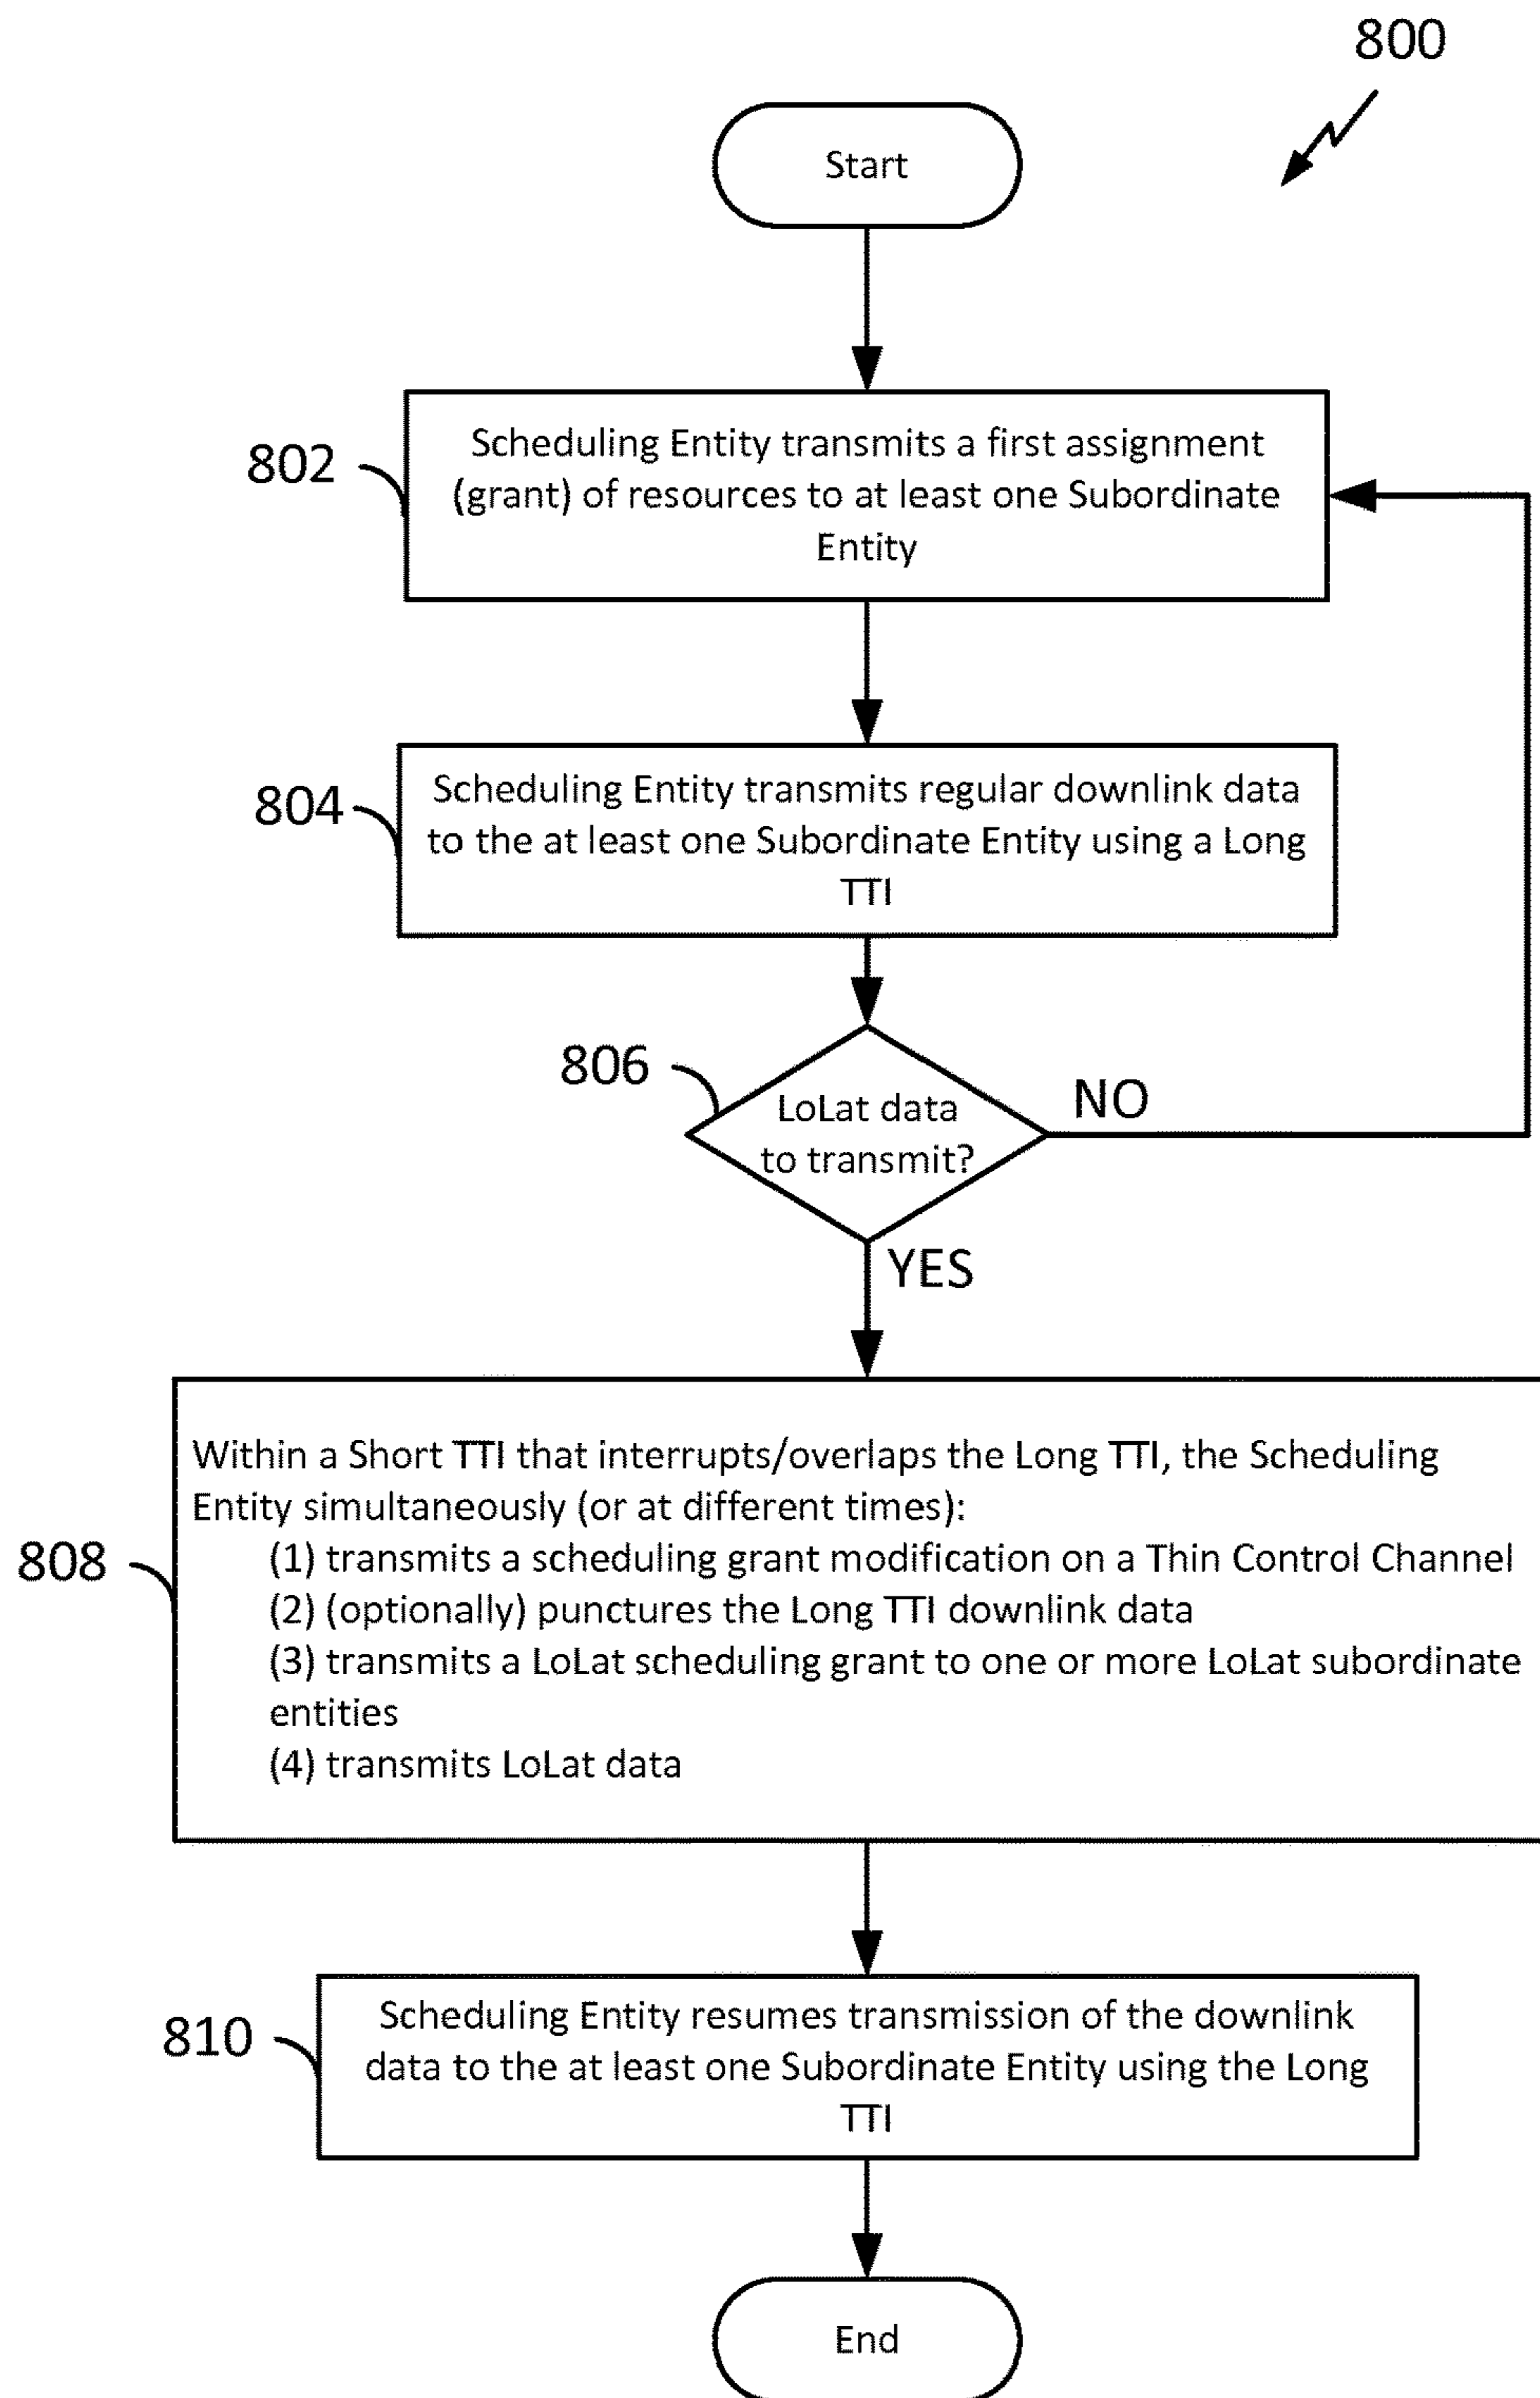 800
Start
802
Scheduling Entity transmits a first assignment
(grant) of resources to at least one Subordinate
Entity
804
Scheduling Entity transmits regular downlink data
to the at least one Subordinate Entity using a Long
TTI
806
LoLat data
to transmit?
NO
YES
808
Within a Short TTI that interrupts/overlaps the Long TTI, the Scheduling
Entity simultaneously (or at different times):
(1) transmits a scheduling grant modification on a Thin Control Channel
(2) (optionally) punctures the Long TTI downlink data
(3) transmits a LoLat scheduling grant to one or more LoLat subordinate
entities
(4) transmits LoLat data
810
Scheduling Entity resumes transmission of the downlink
data to the at least one Subordinate Entity using the Long
TTI
End